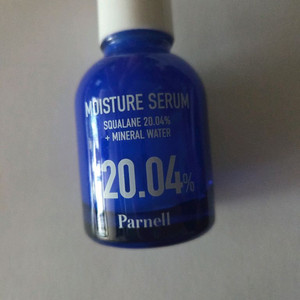 MOISTURE SERUM
SQUALANE 20.04%
+ MINERAL WATER
20.04%
Parnell